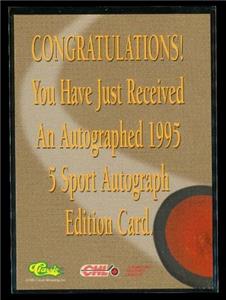 CONGRATULATIONS!
You Have Just Received
An Autographed 1995
5 Sport Autograph
Edition Card.
Classic
CHL